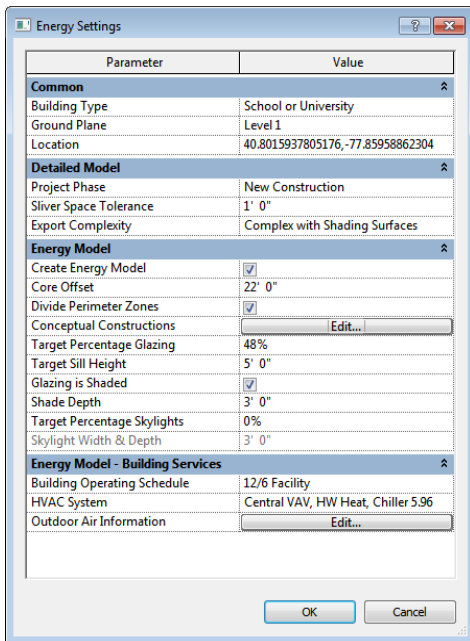 Energy Settings
Parameter Value
Common
Building Type School or University
Ground Plane Level 1
Location 40.8015937805176,-77.85958862304
Detailed Model
Project Phase New Construction
Sliver Space Tolerance 1' 0"
Export Complexity Complex with Shading Surfaces
Energy Model
Create Energy Model
Core Offset 22' 0"
Divide Perimeter Zones
Conceptual Constructions Edit...
Target Percentage Glazing 48%
Target Sill Height 5' 0"
Glazing is Shaded
Shade Depth 3' 0"
Target Percentage Skylights 0%
Skylight Width & Depth 3' 0"
Energy Model - Building Services
Building Operating Schedule 12/6 Facility
HVAC System Central VAV, HW Heat, Chiller 5.96
Outdoor Air Information Edit...
OK Cancel